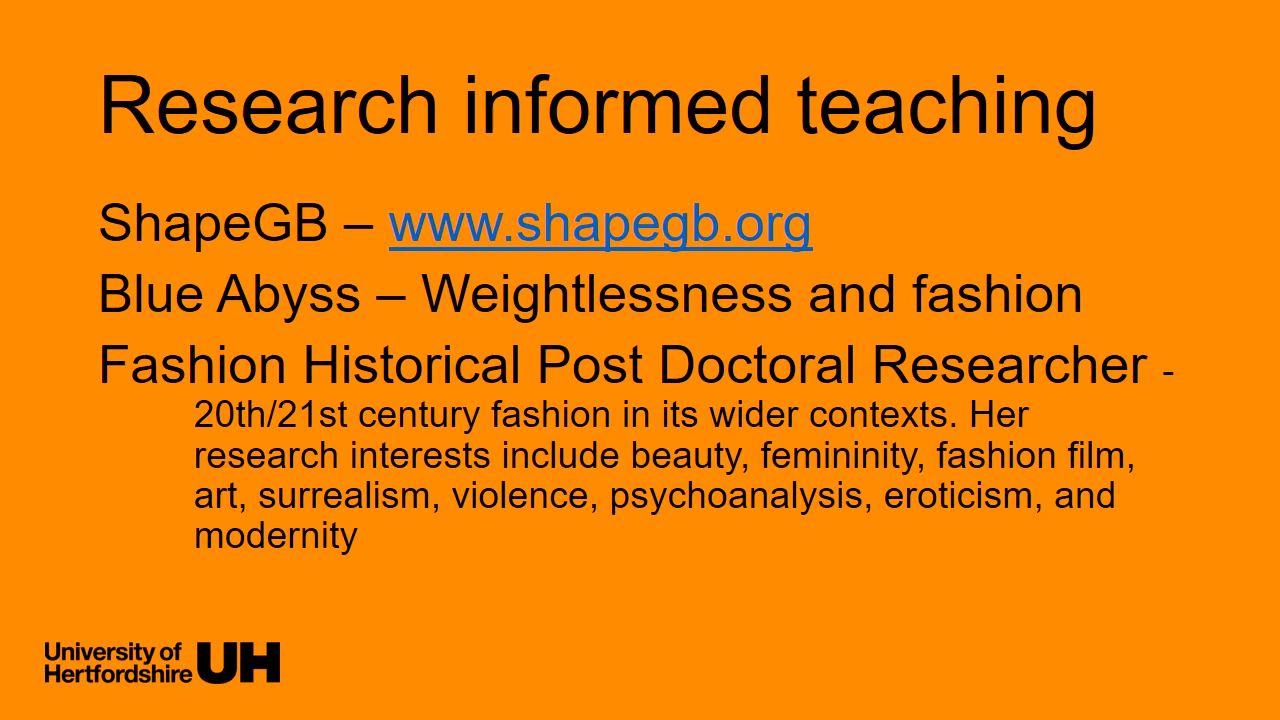 Research informed teaching
ShapeGB – www.shapegb.org
Blue Abyss – Weightlessness and fashion
Fashion Historical Post Doctoral Researcher -
20th/21st century fashion in its wider contexts. Her
research interests include beauty, femininity, fashion film,
art, surrealism, violence, psychoanalysis, eroticism, and
modernity
University of
Hertfordshire UH